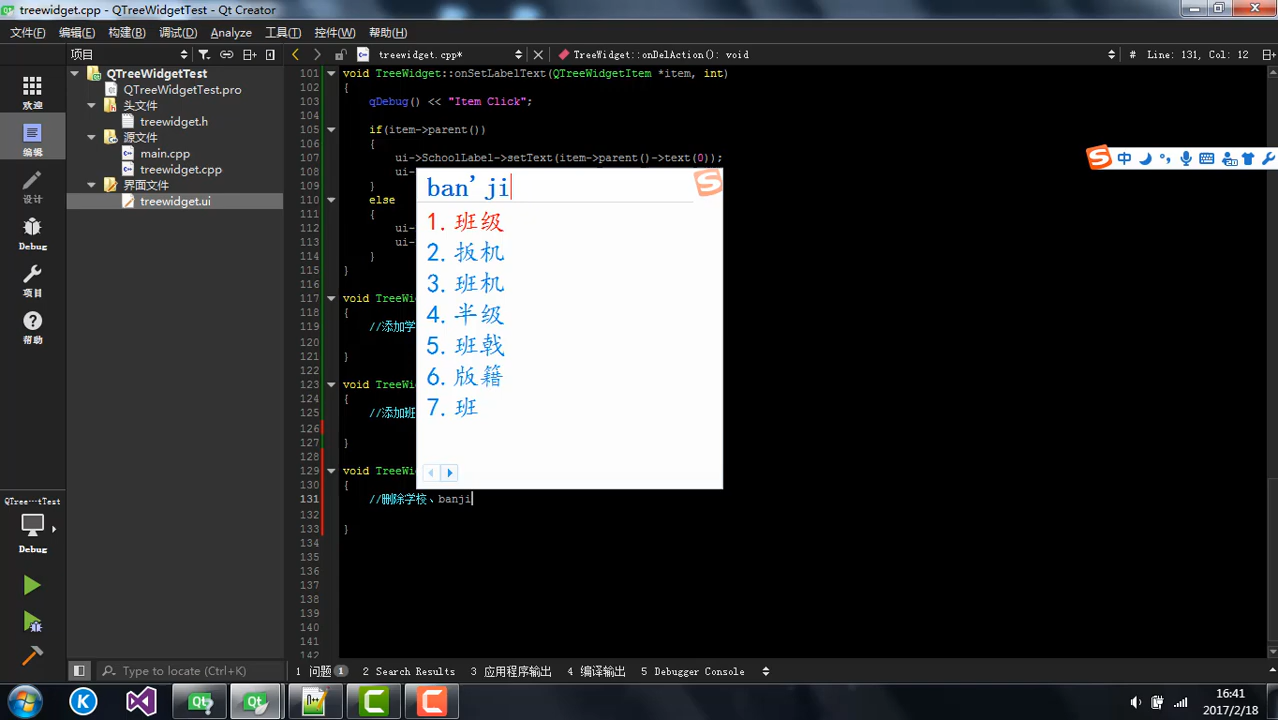 treewidget.cpp - QTreeWidgetTest - Qt Creator
文件(F) 编辑(E) 构建(B) 调试(D) Analyze 工具(T) 控件(W) 帮助(H)
项目 treewidget.cpp* TreeWidget::onDelAction(): void # Line: 131, Col: 12
欢迎
编辑
设计
Debug
项目
帮助
QTree···tTest
Debug
QTreeWidgetTest
QTreeWidgetTest.pro
头文件
treewidget.h
源文件
main.cpp
treewidget.cpp
界面文件
treewidget.ui
101 void TreeWidget::onSetLabelText(QTreeWidgetItem *item, int)
102 {
103 qDebug() << "Item Click";
104
105 if(item->parent())
106 {
107 ui->SchoolLabel->setText(item->parent()->text(0));
108 ui-
109 }
110 else
111 {
112 ui-
113 ui-
114 }
115 }
116
117 void TreeWi
118 {
119 //添加学
120
121 }
122
123 void TreeWi
124 {
125 //添加班
126
127 }
128
129 void TreeWi
130 {
131 //删除学校、banji
132
133 }
134
135
136
137
138
139
140
141
142
ban'ji
1. 班级
2. 扳机
3. 班机
4. 半级
5. 班戟
6. 版籍
7. 班
中
Type to locate (Ctrl+K) 1 问题 1 2 Search Results 3 应用程序输出 4 编译输出 5 Debugger Console
16:41
2017/2/18